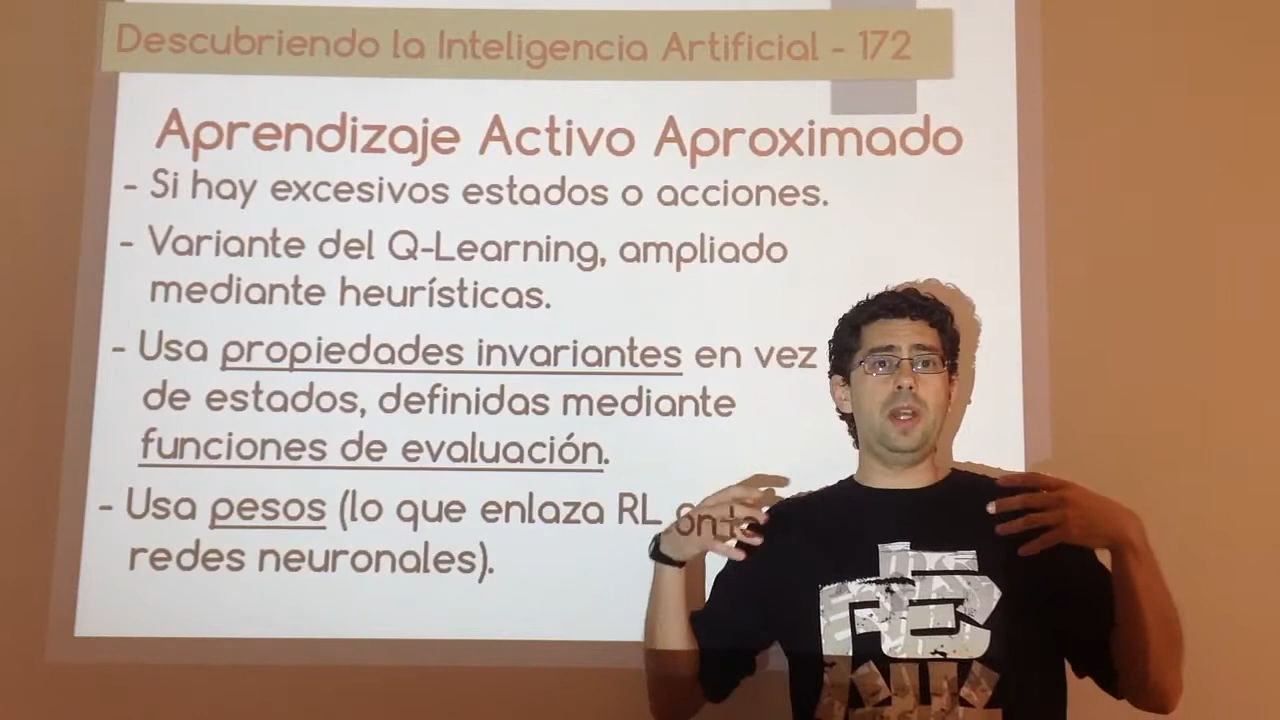 Descubriendo la Inteligencia Artificial - 172
Aprendizaje Activo Aproximado
- Si hay excesivos estados o acciones.
- Variante del Q-Learning, ampliado
mediante heurísticas.
- Usa propiedades invariantes en vez
de estados, definidas mediante
funciones de evaluación.
- Usa pesos (lo que enlaza RL
redes neuronales).